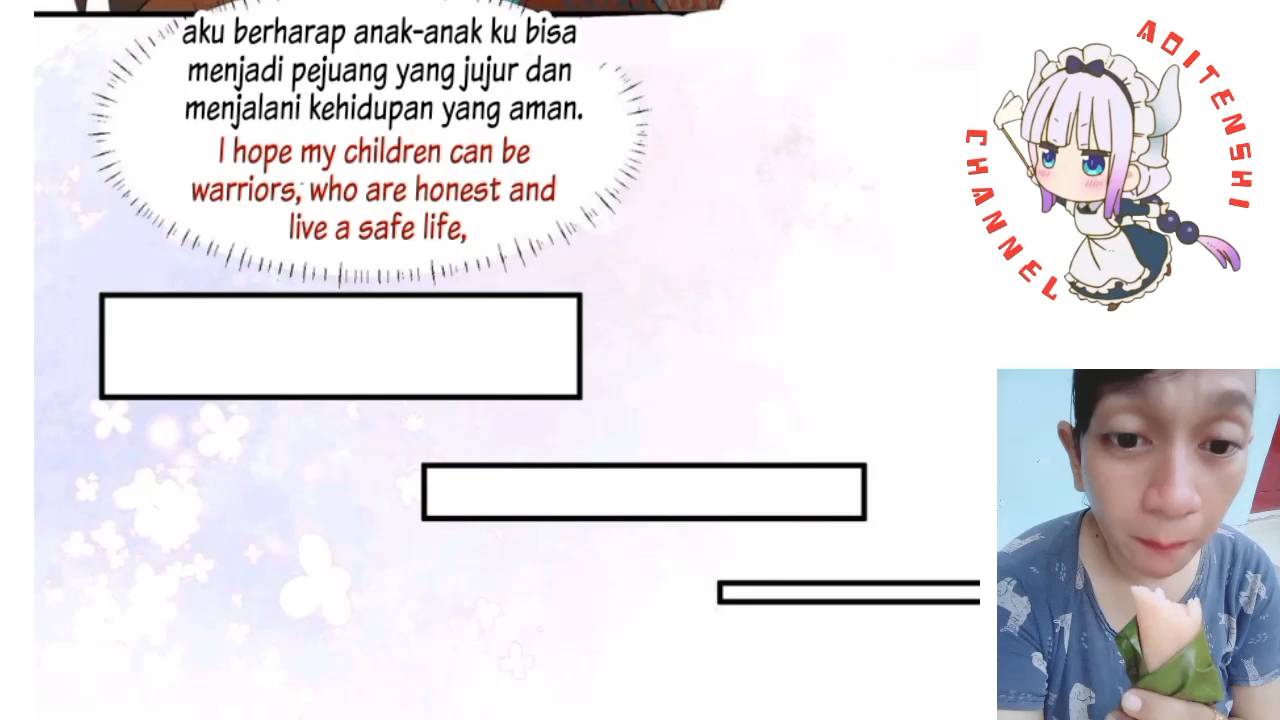 aku berharap anak-anak ku bisa
menjadi pejuang yang jujur dan
menjalani kehidupan yang aman.
I hope my children can be
warriors, who are honest and
live a safe life,
AOITENSHI
CHANNEL